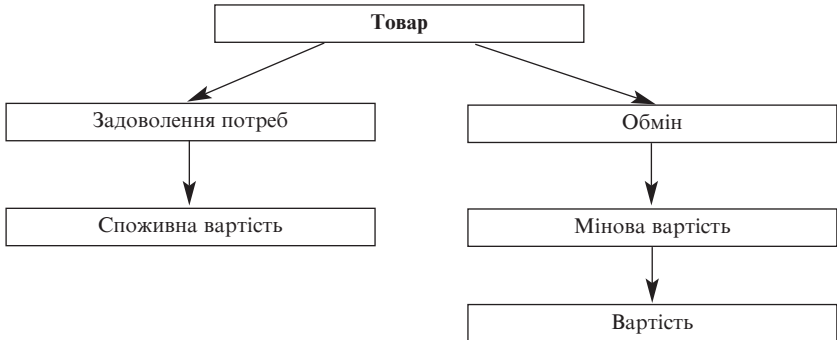 Товар
Задоволення потреб
Обмін
Споживна вартість
Мінова вартість
Вартість